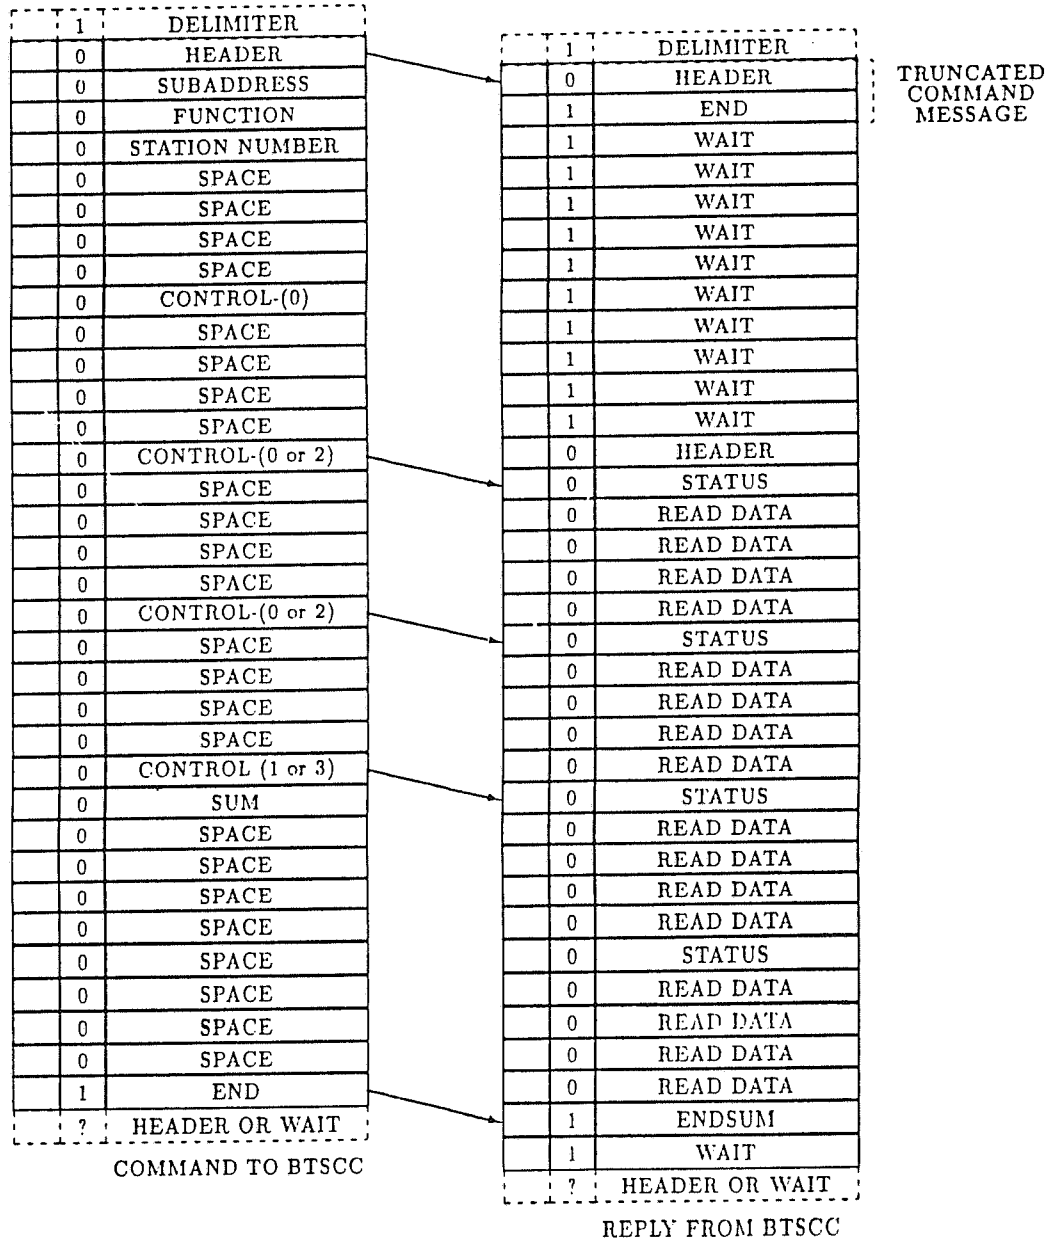 1 DELIMITER
0 HEADER
0 SUBADDRESS
0 FUNCTION
0 STATION NUMBER
0 SPACE
0 SPACE
0 SPACE
0 SPACE
0 CONTROL-(0)
0 SPACE
0 SPACE
0 SPACE
0 SPACE
0 CONTROL-(0 or 2)
0 SPACE
0 SPACE
0 SPACE
0 SPACE
0 CONTROL-(0 or 2)
0 SPACE
0 SPACE
0 SPACE
0 SPACE
0 CONTROL (1 or 3)
0 SUM
0 SPACE
0 SPACE
0 SPACE
0 SPACE
0 SPACE
0 SPACE
0 SPACE
0 SPACE
1 END
? HEADER OR WAIT
COMMAND TO BTSCC
1 DELIMITER
0 HEADER
1 END
1 WAIT
1 WAIT
1 WAIT
1 WAIT
1 WAIT
1 WAIT
1 WAIT
1 WAIT
1 WAIT
1 WAIT
0 HEADER
0 STATUS
0 READ DATA
0 READ DATA
0 READ DATA
0 READ DATA
0 STATUS
0 READ DATA
0 READ DATA
0 READ DATA
0 READ DATA
0 STATUS
0 READ DATA
0 READ DATA
0 READ DATA
0 READ DATA
0 STATUS
0 READ DATA
0 READ DATA
0 READ DATA
0 READ DATA
1 ENDSUM
1 WAIT
? HEADER OR WAIT
REPLY FROM BTSCC
TRUNCATED
COMMAND
MESSAGE